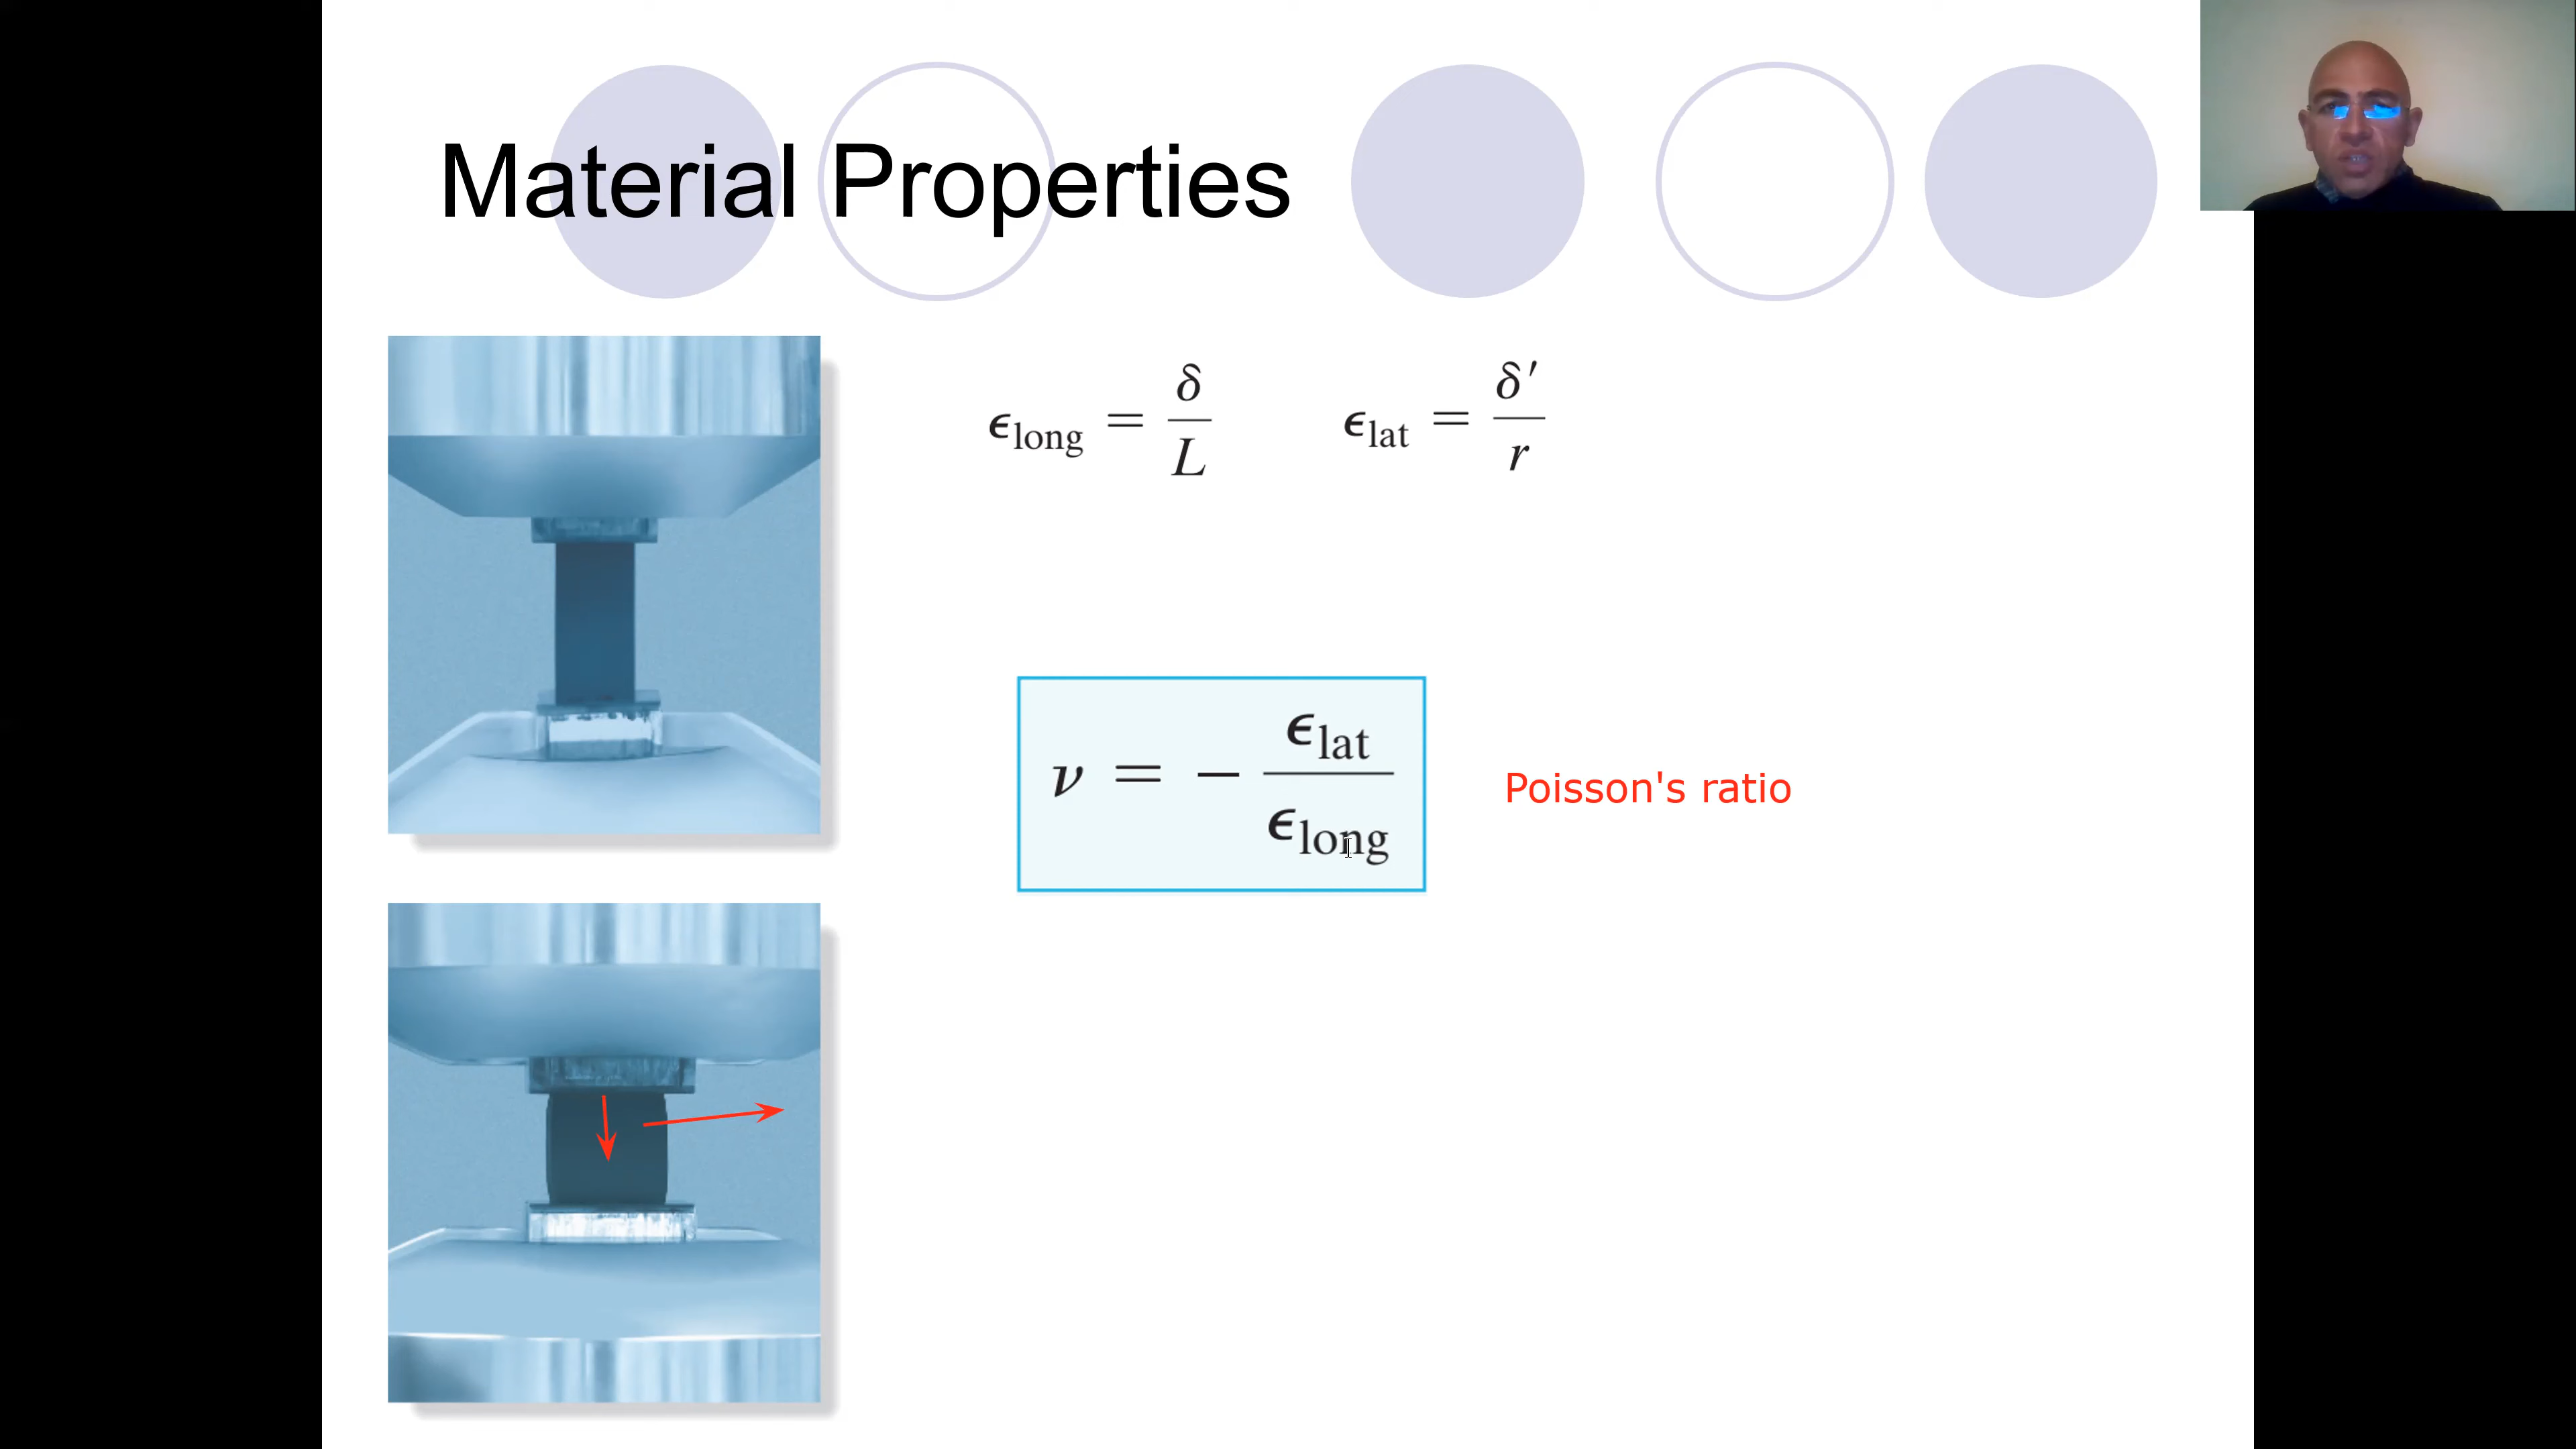 Material Properties
ϵ_long = δ / L    ϵ_lat = δ′ / r
ν = − ϵ_lat / ϵ_long
Poisson's ratio